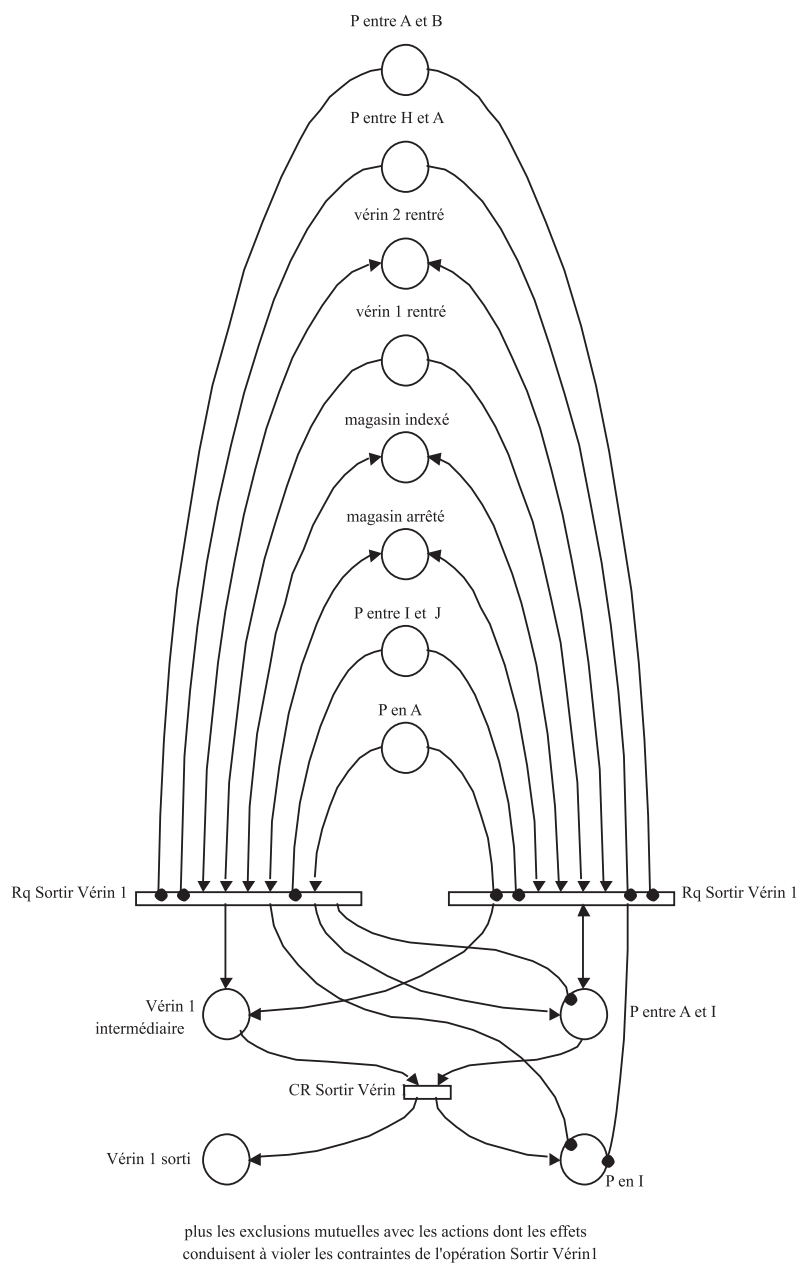 P entre A et B
P entre H et A
vérin 2 rentré
vérin 1 rentré
magasin indexé
magasin arrêté
P entre I et J
P en A
Rq Sortir Vérin 1
Rq Sortir Vérin 1
Vérin 1
intermédiaire
P entre A et I
CR Sortir Vérin
Vérin 1 sorti
P en I
plus les exclusions mutuelles avec les actions dont les effets
conduisent à violer les contraintes de l'opération Sortir Vérin1